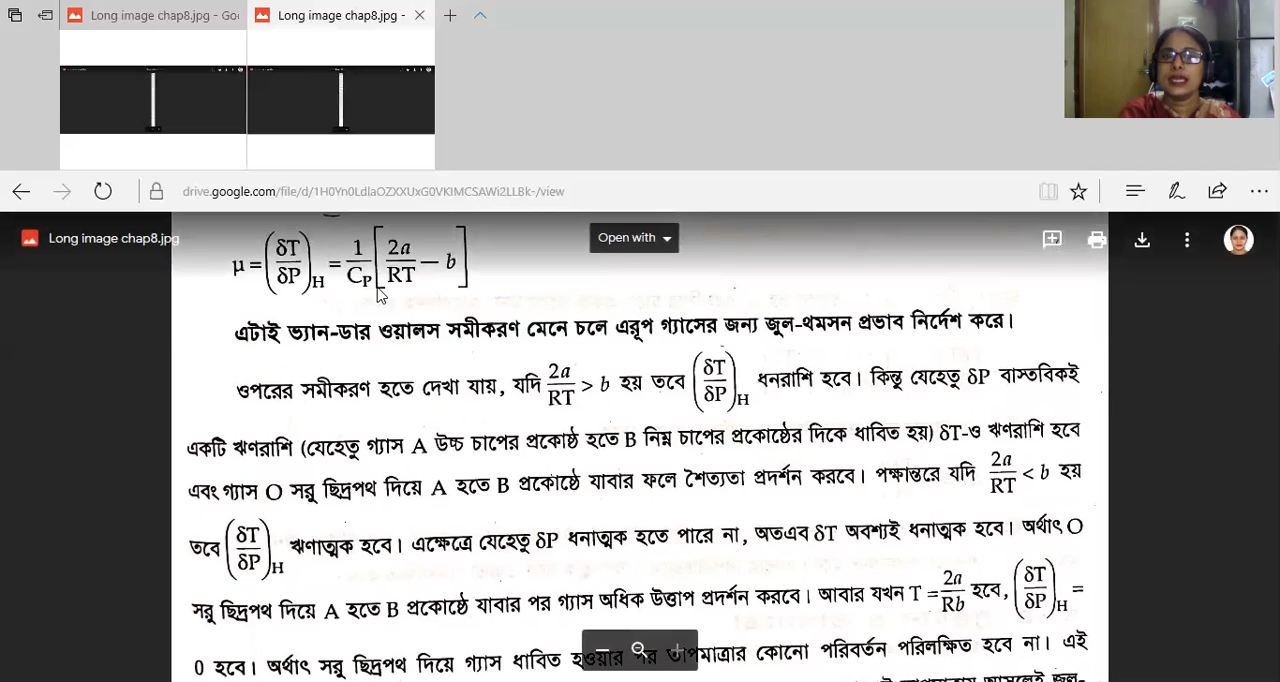 Long image chap8.jpg - Goo
Long image chap8.jpg -
drive.google.com/file/d/1H0Yn0LdlaOZXXUxG0VKIMCSAWi2LLBk-/view
Long image chap8.jpg
Open with
μ = (δT/δP)H = 1/CP [2a/RT − b]
এটাই ভ্যান-ডার ওয়ালস সমীকরণ মেনে চলে এরূপ গ্যাসের জন্য জুল-থমসন প্রভাব নির্দেশ করে।
ওপরের সমীকরণ হতে দেখা যায়, যদি 2a/RT > b হয় তবে (δT/δP)H ধনরাশি হবে। কিন্তু যেহেতু δP বাস্তবিকই
একটি ঋণরাশি (যেহেতু গ্যাস A উচ্চ চাপের প্রকোষ্ঠ হতে B নিম্ন চাপের প্রকোষ্ঠের দিকে ধাবিত হয়) δT-ও ঋণরাশি হবে
এবং গ্যাস O সরু ছিদ্রপথ দিয়ে A হতে B প্রকোষ্ঠে যাবার ফলে শৈত্যতা প্রদর্শন করবে। পক্ষান্তরে যদি 2a/RT < b হয়
তবে (δT/δP)H ঋণাত্মক হবে। এক্ষেত্রে যেহেতু δP ধনাত্মক হতে পারে না, অতএব δT অবশ্যই ধনাত্মক হবে। অর্থাৎ O
সরু ছিদ্রপথ দিয়ে A হতে B প্রকোষ্ঠে যাবার পর গ্যাস অধিক উত্তাপ প্রদর্শন করবে। আবার যখন T = 2a/Rb হবে, (δT/δP)H =
0 হবে। অর্থাৎ সরু ছিদ্রপথ দিয়ে গ্যাস ধাবিত হওয়ার পর তাপমাত্রার কোনো পরিবর্তন পরিলক্ষিত হবে না। এই